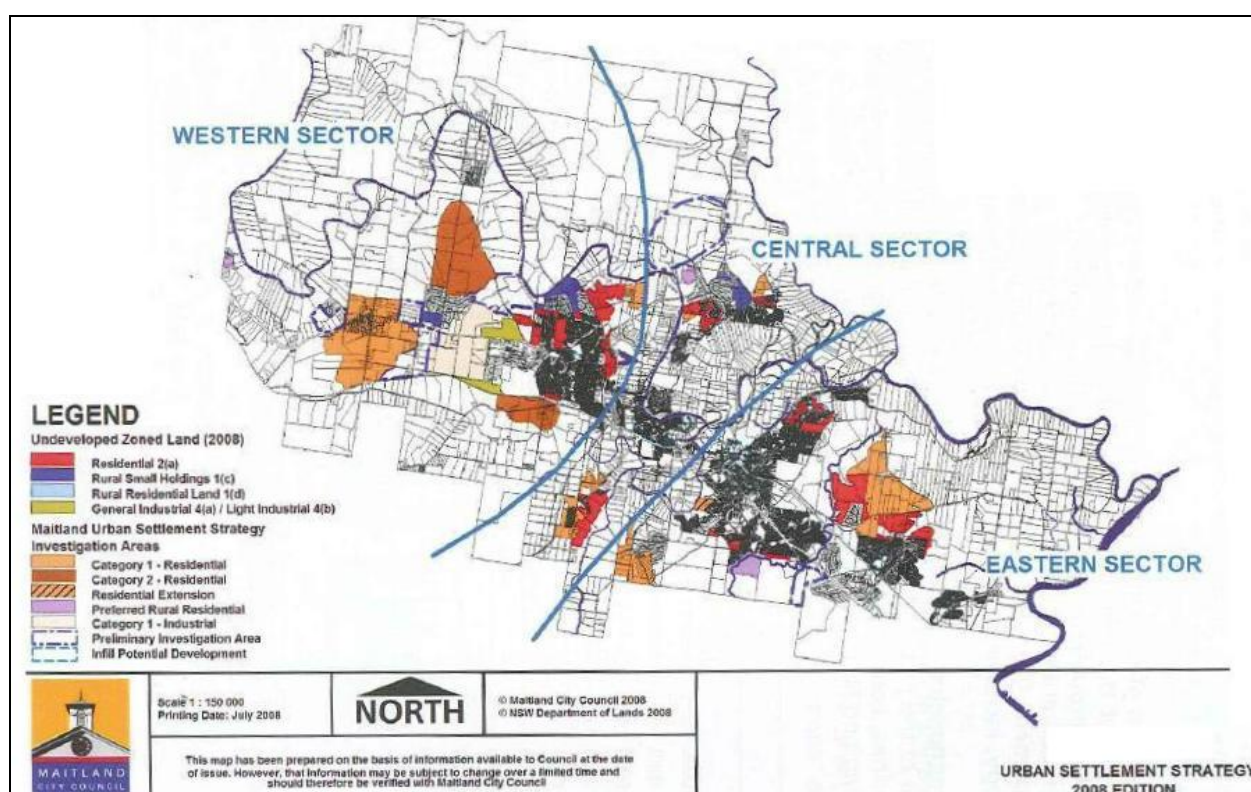 WESTERN SECTOR
CENTRAL SECTOR
EASTERN SECTOR
LEGEND
Undeveloped Zoned Land (2008)
Residential 2(a)
Rural Small Holdings 1(c)
Rural Residential Land 1(d)
General Industrial 4(a) / Light Industrial 4(b)
Maitland Urban Settlement Strategy
Investigation Areas
Category 1 - Residential
Category 2 - Residential
Residential Extension
Preferred Rural Residential
Category 1 - Industrial
Preliminary Investigation Area
Infill Potential Development
MAITLAND
CITY COUNCIL
Scale 1 : 150 000
Printing Date: July 2008
NORTH
© Maitland City Council 2008
© NSW Department of Lands 2008
This map has been prepared on the basis of information available to Council at the date
of issue. However, that information may be subject to change over a limited time and
should therefore be verified with Maitland City Council
URBAN SETTLEMENT STRATEGY
2008 EDITION